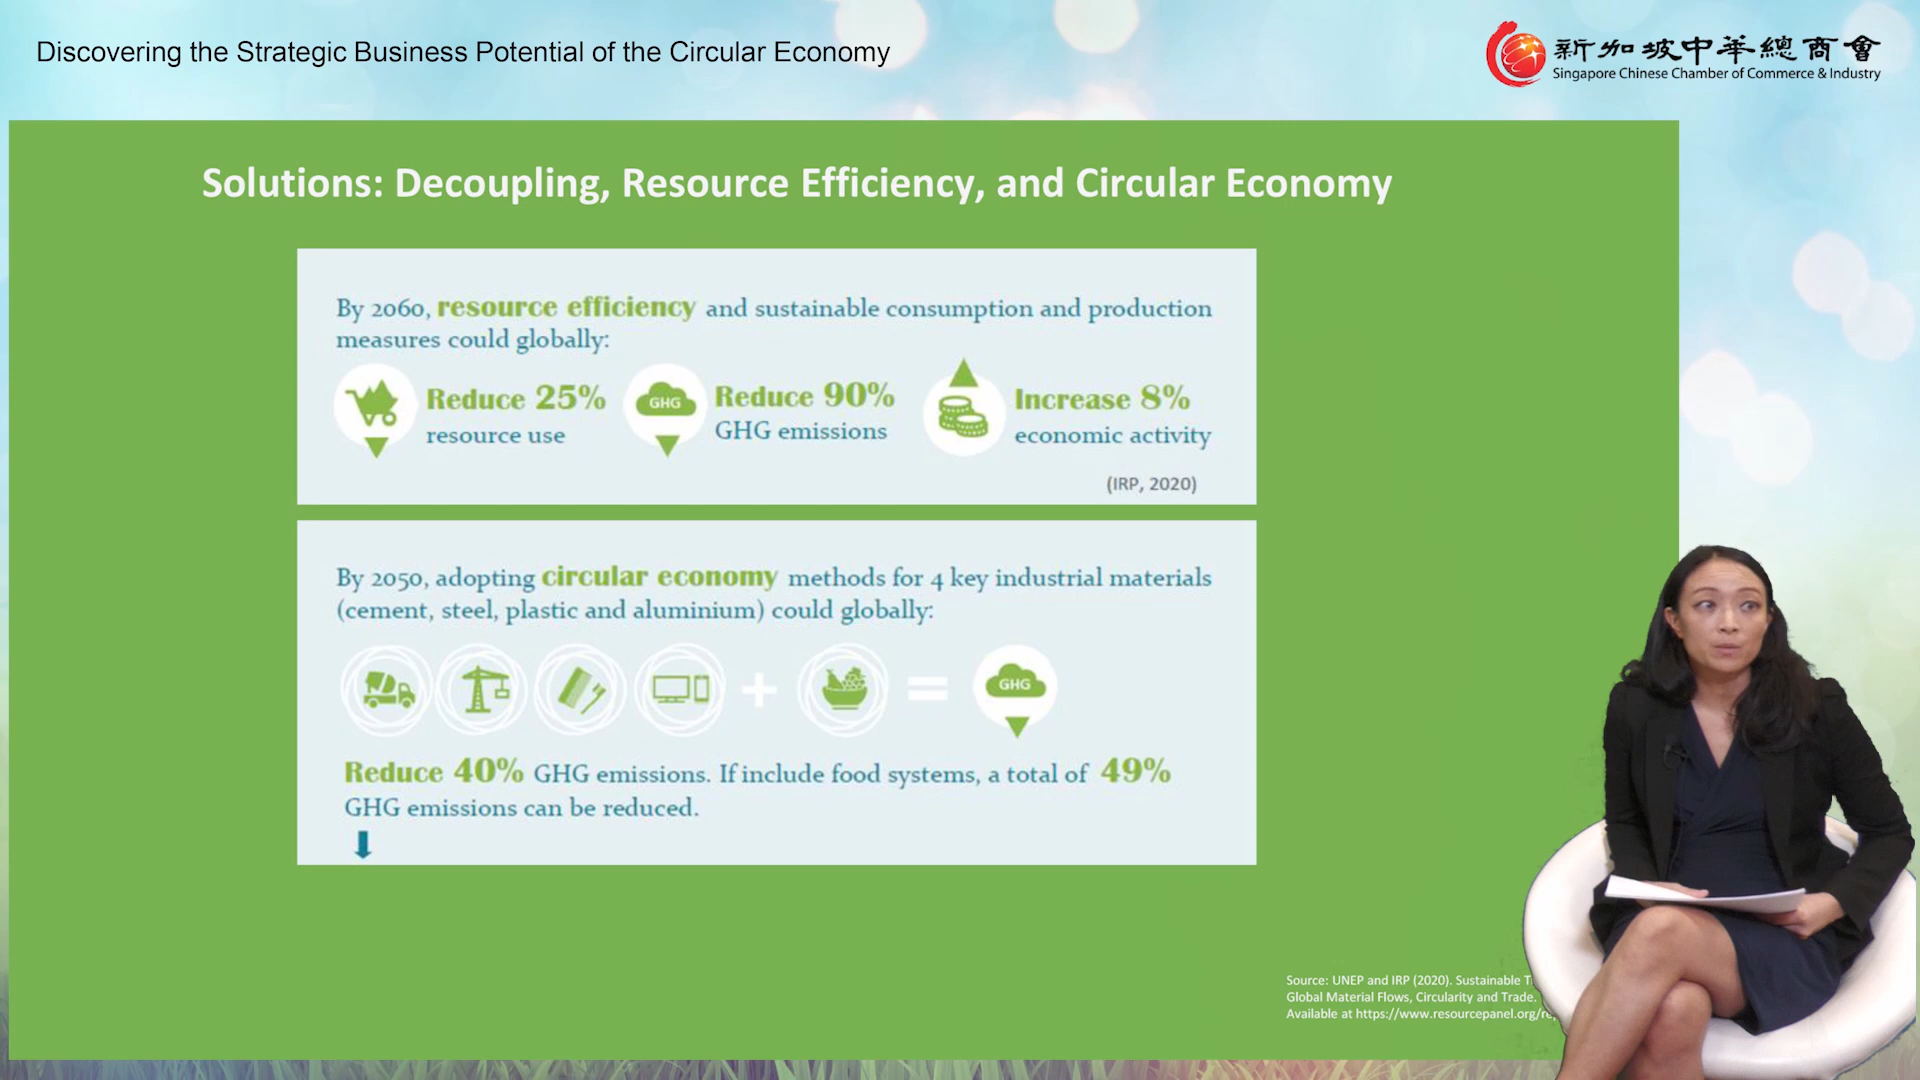 Discovering the Strategic Business Potential of the Circular Economy
新加坡中華總商會
Singapore Chinese Chamber of Commerce & Industry
Solutions: Decoupling, Resource Efficiency, and Circular Economy
By 2060, resource efficiency and sustainable consumption and production
measures could globally:
Reduce 25%
resource use
GHG
Reduce 90%
GHG emissions
Increase 8%
economic activity
(IRP, 2020)
By 2050, adopting circular economy methods for 4 key industrial materials
(cement, steel, plastic and aluminium) could globally:
+
=
GHG
Reduce 40% GHG emissions. If include food systems, a total of 49%
GHG emissions can be reduced.
Source: UNEP and IRP (2020). Sustainable
Global Material Flows, Circularity and Trade.
Available at https://www.resourcepanel.org/